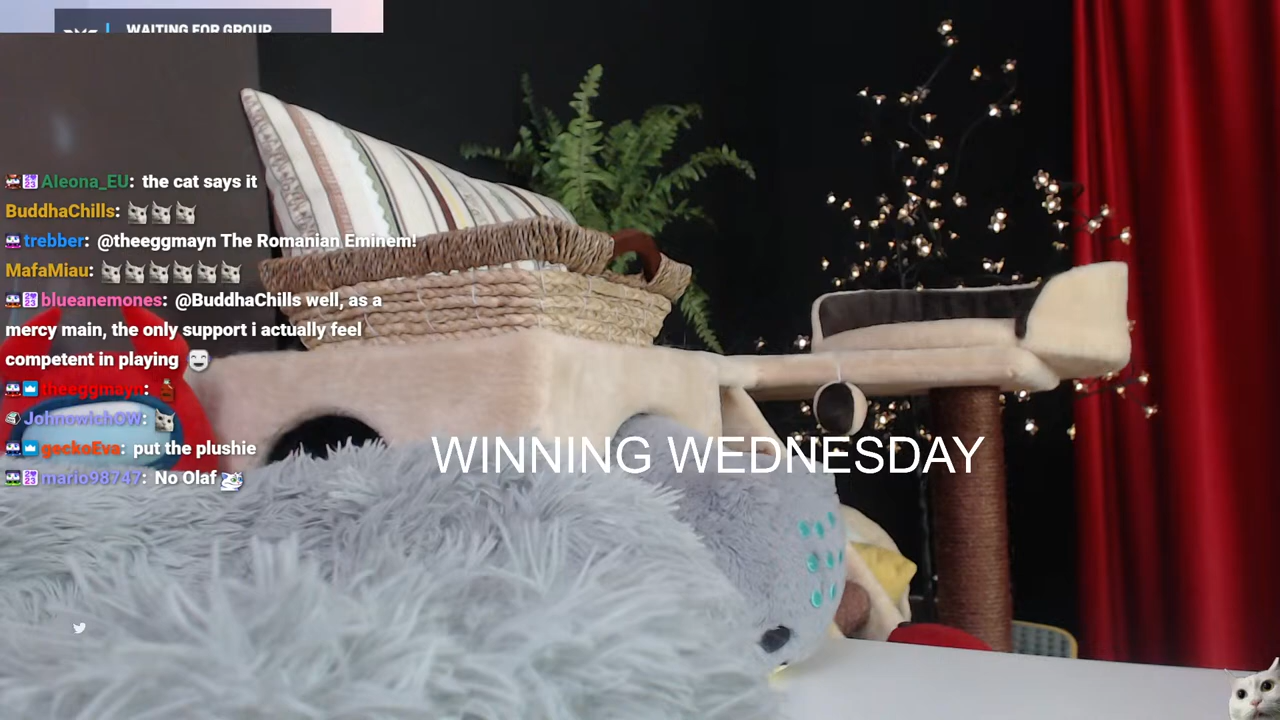 WAITING FOR GROUP
Aleona_EU: the cat says it
BuddhaChills:
trebber: @theeggmayn The Romanian Eminem!
MafaMiau:
blueanemones: @BuddhaChills well, as a
mercy main, the only support i actually feel
competent in playing
theeggmayn:
JohnowichOW:
geckoEva: put the plushie
mario98747: No Olaf
WINNING WEDNESDAY